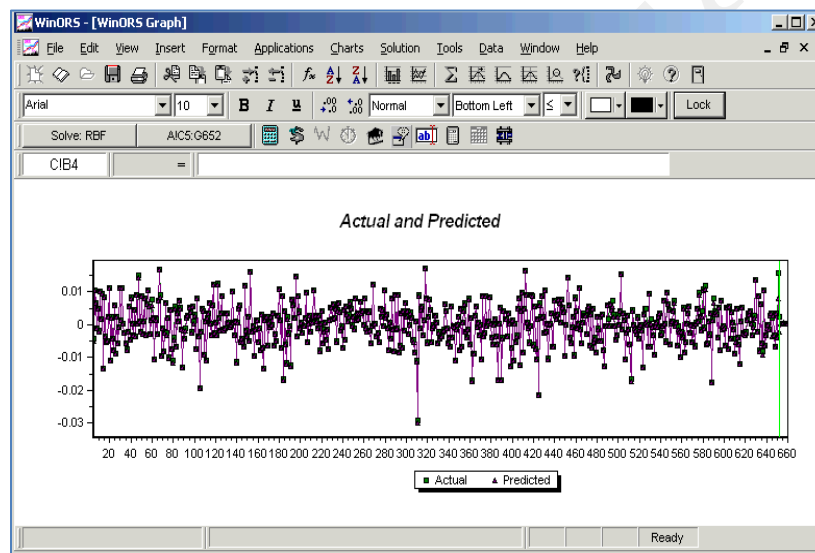 WinORS - [WinORS Graph]
File Edit View Insert Format Applications Charts Solution Tools Data Window Help
Arial 10 B I u Normal Bottom Left ≤ Lock
Solve: RBF AIC5:G652
CIB4 =
Actual and Predicted
0.01
0
-0.01
-0.02
-0.03
20 40 60 80 100 120 140 160 180 200 220 240 260 280 300 320 340 360 380 400 420 440 460 480 500 520 540 560 580 600 620 640 660
Actual Predicted
Ready